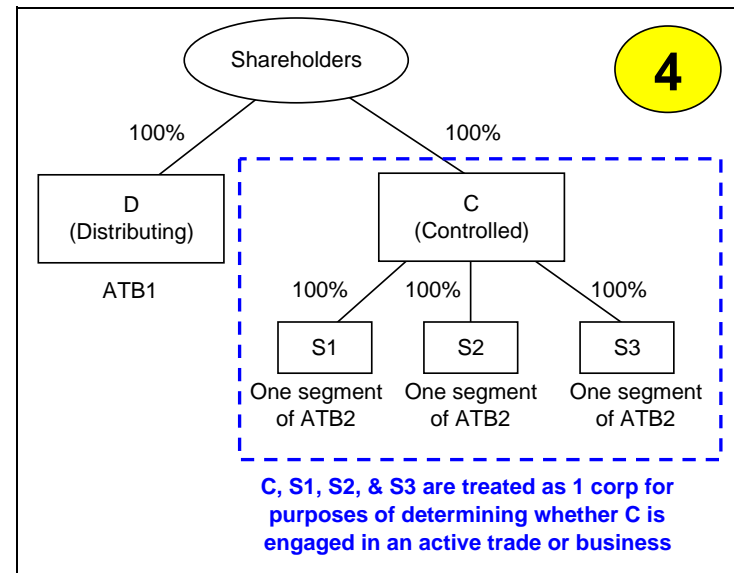 Shareholders
4
100%
100%
D
(Distributing)
C
(Controlled)
ATB1
100%
100%
100%
S1
S2
S3
One segment
of ATB2
One segment
of ATB2
One segment
of ATB2
C, S1, S2, & S3 are treated as 1 corp for
purposes of determining whether C is
engaged in an active trade or business